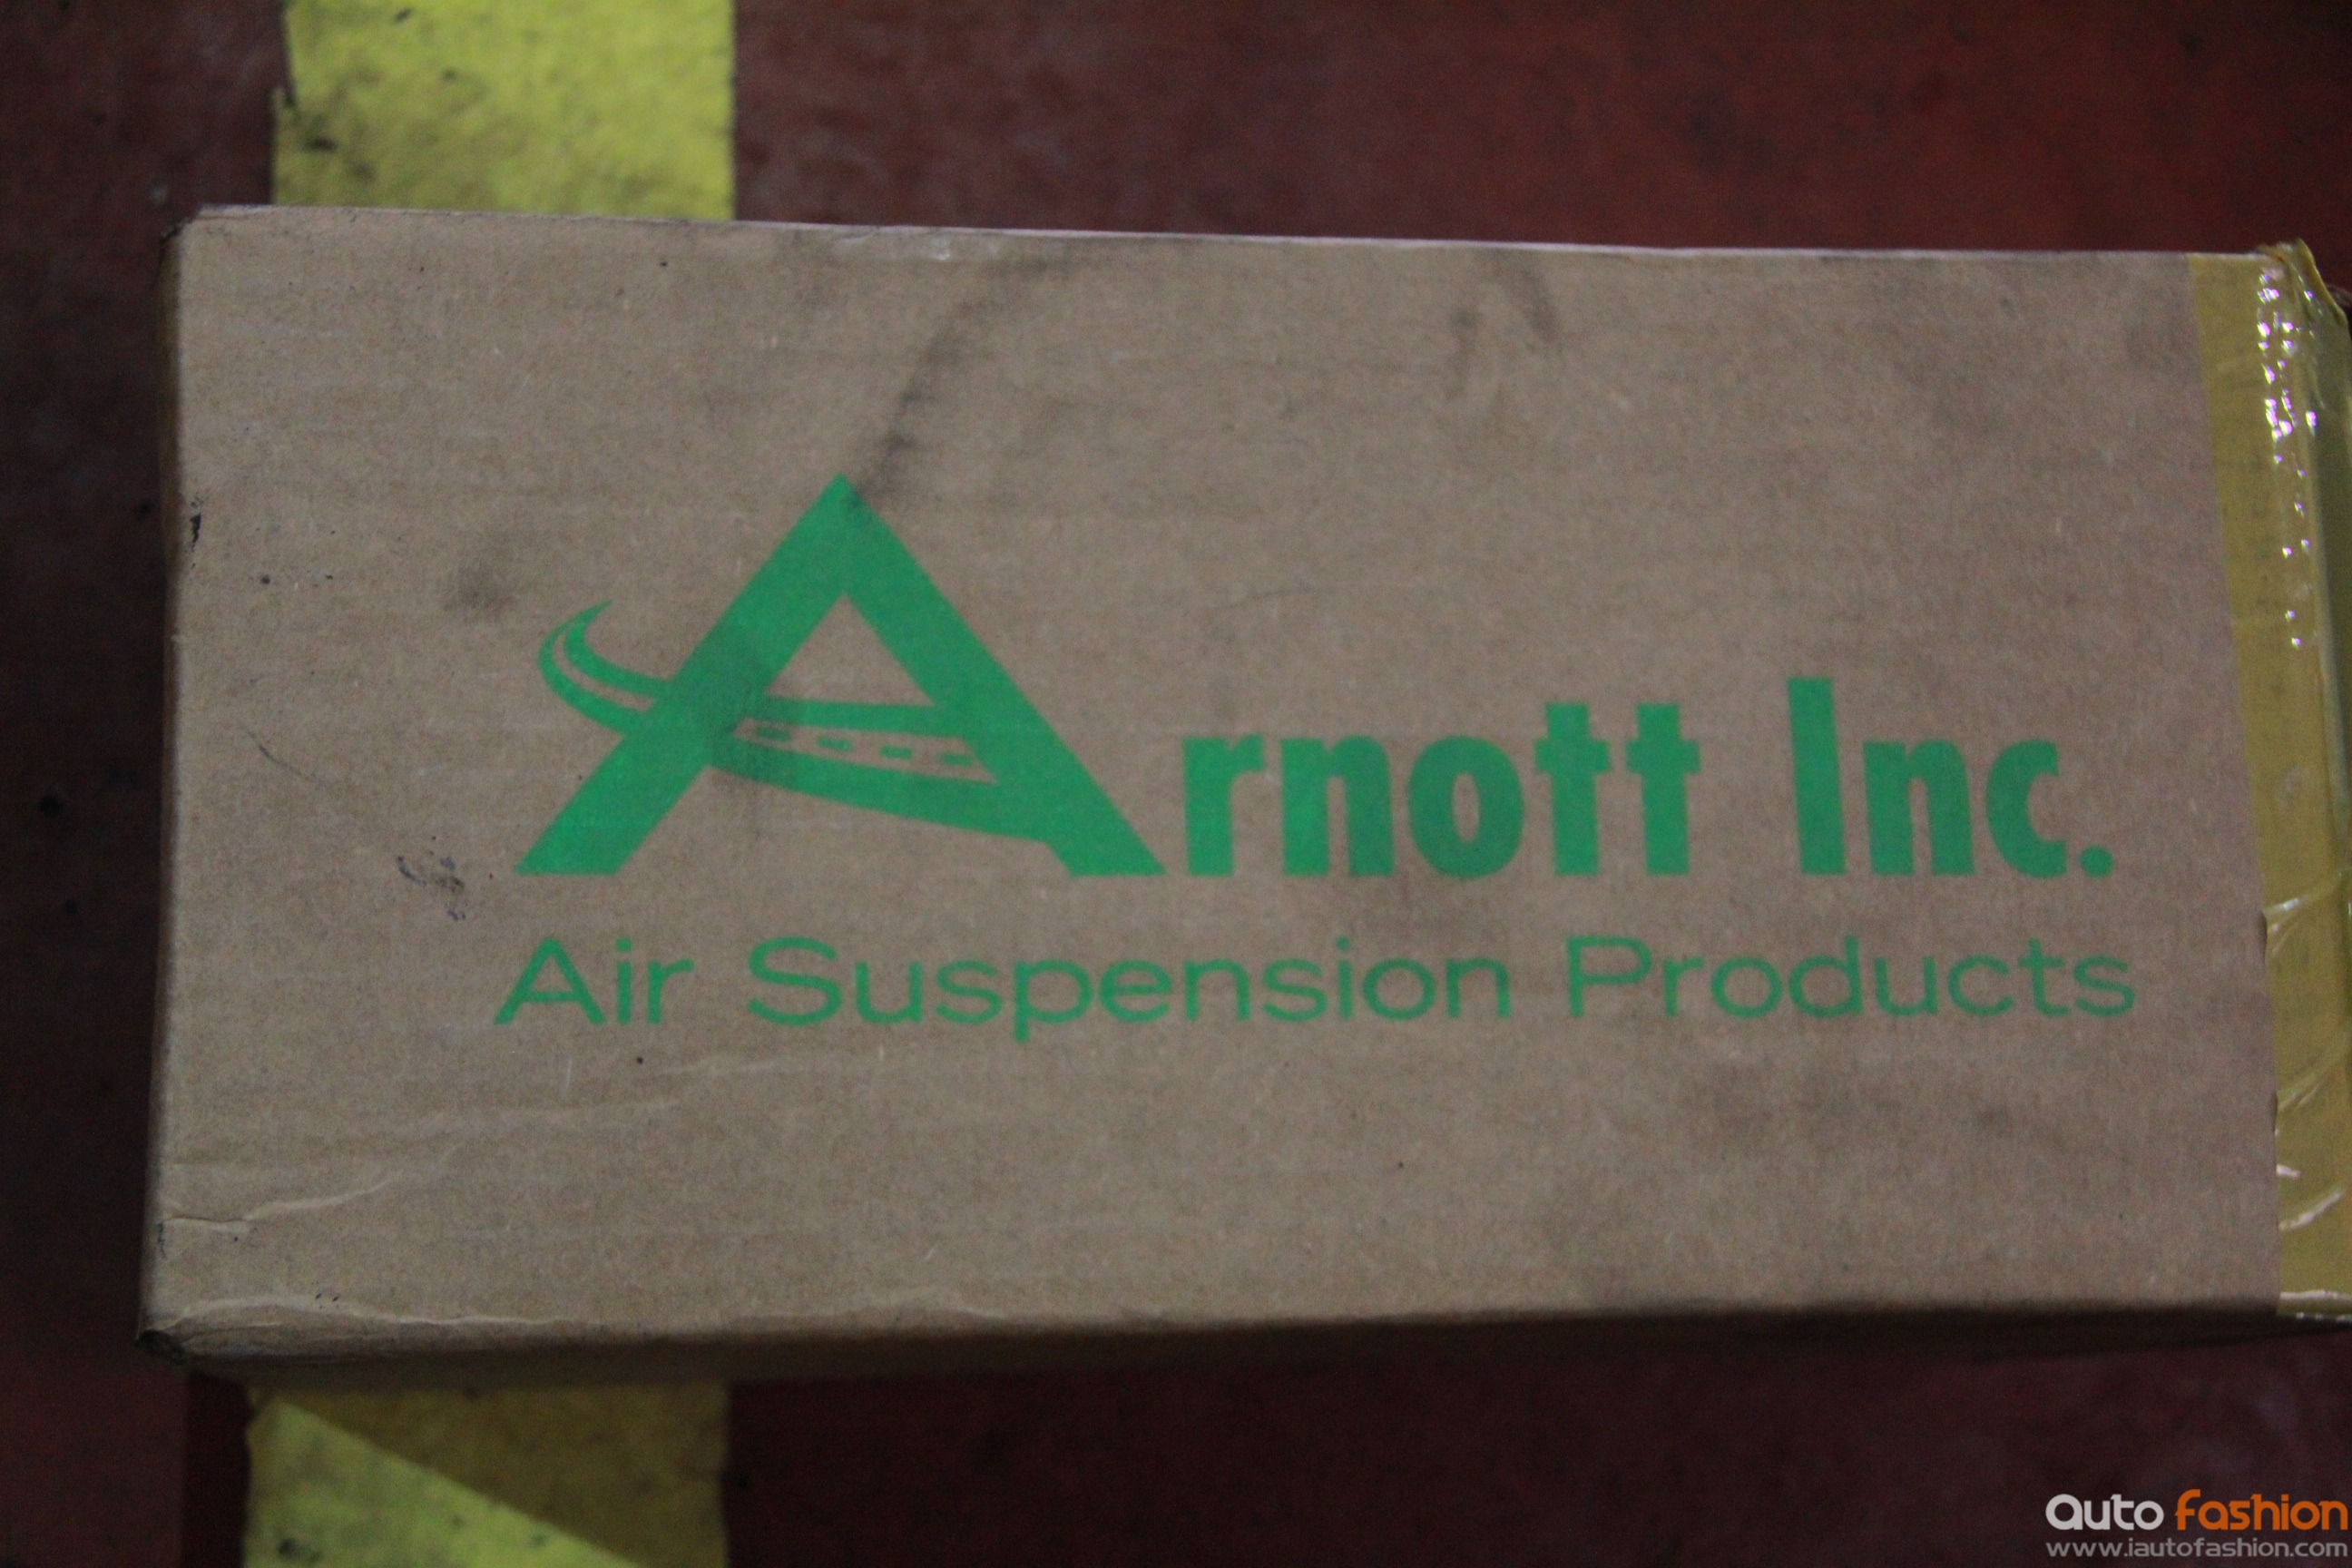 Arnott Inc.
Air Suspension Products
auto fashion
www.iautofashion.com